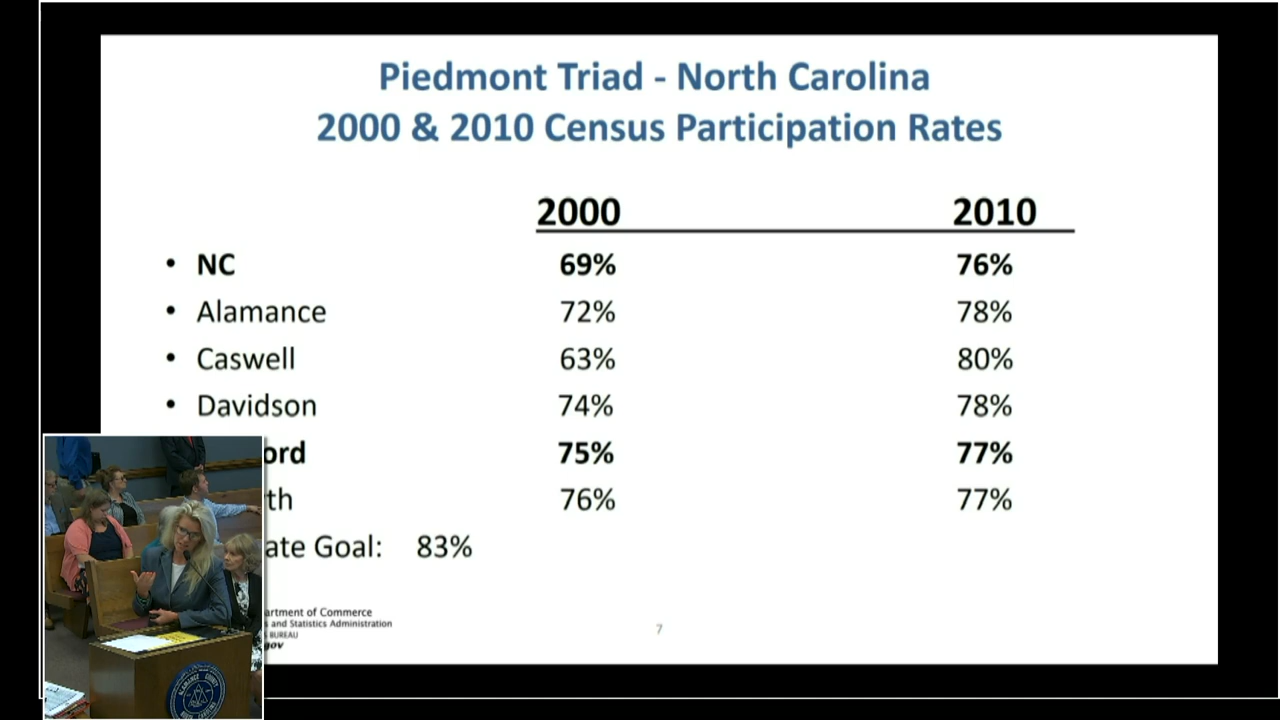 Piedmont Triad - North Carolina
2000 & 2010 Census Participation Rates
2000 2010
• NC 69% 76%
• Alamance 72% 78%
• Caswell 63% 80%
• Davidson 74% 78%
ord 75% 77%
th 76% 77%
ate Goal: 83%
artment of Commerce
and Statistics Administration
BUREAU
gov
7
ALAMANCE COUNTY